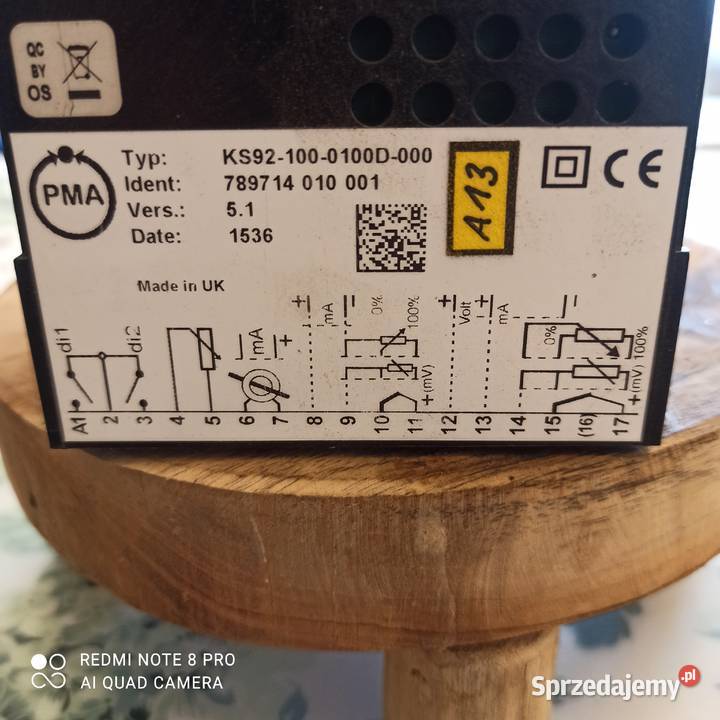 QC
BY
OS
PMA
Typ: KS92-100-0100D-000
Ident: 789714 010 001
Vers.: 5.1
Date: 1536
A13
CE
Made in UK
di1
di2
mA
+
+
mA
–
0%
100%
+(mV)
+
Volt
+
mA
–
0%
100%
+(mV)
A1 2 3 4 5 6 7 8 9 10 11 12 13 14 15 (16) 17
REDMI NOTE 8 PRO
AI QUAD CAMERA
Sprzedajemy.pl